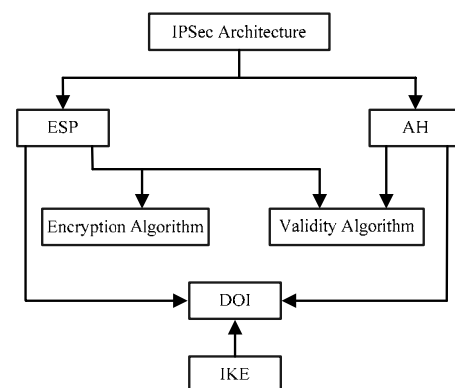 IPSec Architecture
ESP
AH
Encryption Algorithm
Validity Algorithm
DOI
IKE